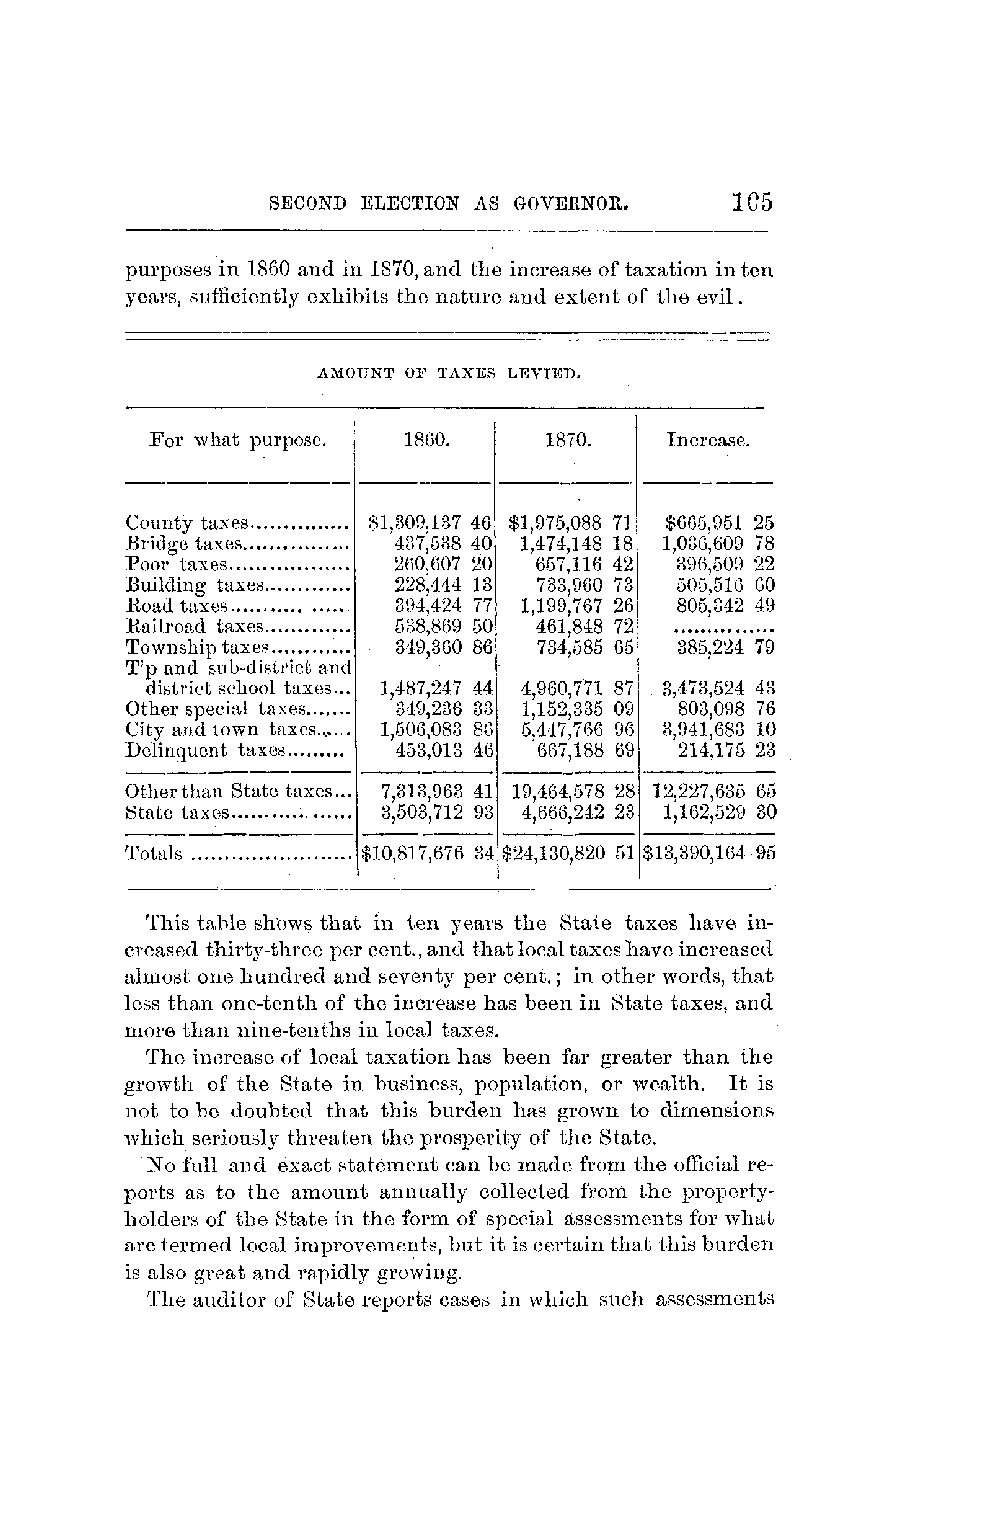 SECOND ELECTION AS GOVERNOR. 105
purposes in 1860 and in 1870, and the increase of taxation in ten
years, sufficiently exhibits the nature and extent of the evil.
AMOUNT OF TAXES LEVIED.
For what purpose. 1860. 1870. Increase.
County taxes............... $1,309,137 46 $1,975,088 71 $665,951 25
Bridge taxes................ 437,538 40 1,474,148 18 1,036,609 78
Poor taxes.................. 260,607 20 657,116 42 396,509 22
Building taxes............. 228,444 13 733,960 73 505,516 60
Road taxes........... ...... 394,424 77 1,199,767 26 805,342 49
Railroad taxes............. 538,869 50 461,848 72 ...............
Township taxes............ 349,360 86 734,585 65 385,224 79
T'p and sub-district and
district school taxes... 1,487,247 44 4,960,771 87 3,473,524 43
Other special taxes....... 349,236 33 1,152,335 09 803,098 76
City and town taxes...... 1,506,083 86 5,447,766 96 3,941,683 10
Delinquent taxes......... 453,013 46 667,188 69 214,175 23
Other than State taxes... 7,313,963 41 19,464,578 28 12,227,635 65
State taxes.................. 3,503,712 93 4,666,242 23 1,162,529 30
Totals ........................ $10,817,676 34 $24,130,820 51 $13,390,164 95
This table shows that in ten years the State taxes have in-
creased thirty-three per cent., and that local taxes have increased
almost one hundred and seventy per cent.; in other words, that
less than one-tenth of the increase has been in State taxes, and
more than nine-tenths in local taxes.
The increase of local taxation has been far greater than the
growth of the State in business, population, or wealth. It is
not to be doubted that this burden has grown to dimensions
which seriously threaten the prosperity of the State.
No full and exact statement can be made from the official re-
ports as to the amount annually collected from the property-
holders of the State in the form of special assessments for what
are termed local improvements, but it is certain that this burden
is also great and rapidly growing.
The auditor of State reports cases in which such assessments